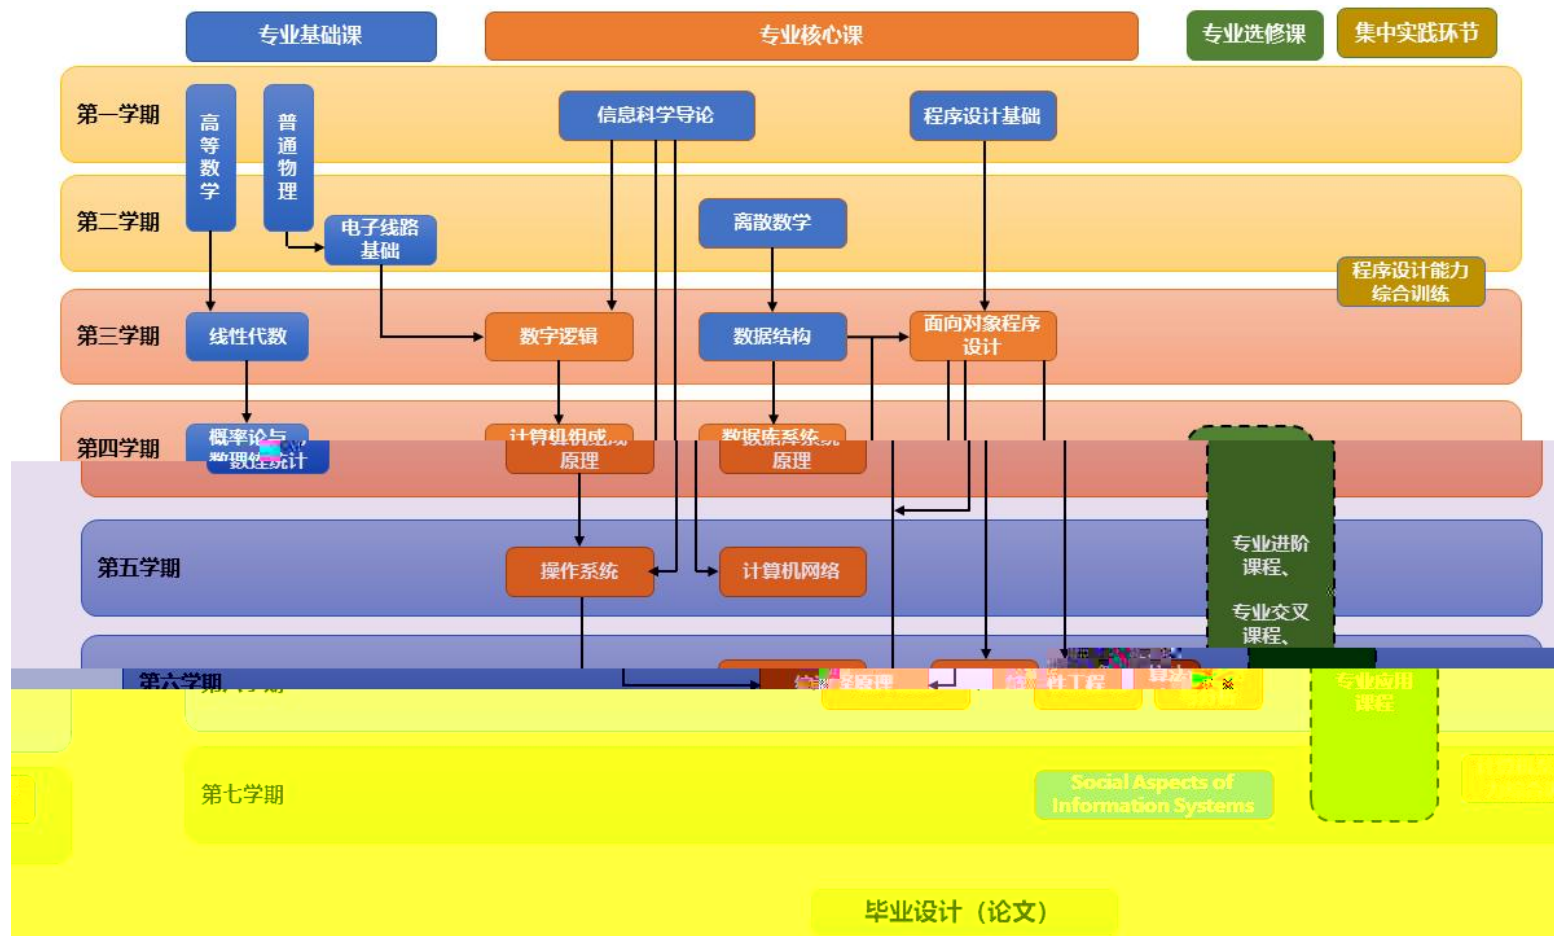 专业基础课
专业核心课
专业选修课
集中实践环节
第一学期
高
等
数
学
普
通
物
理
信息科学导论
程序设计基础
第二学期
电子线路
基础
离散数学
程序设计能力
综合训练
第三学期
线性代数
数字逻辑
数据结构
面向对象程序
设计
第四学期
概率论与
数理统计
计算机组成
原理
数据库系统
原理
第五学期
操作系统
计算机网络
专业进阶
课程、
专业交叉
课程、
第六学期
原理
工程
专业应用
课程
第七学期
Social Aspects of
Information Systems
毕业设计（论文）